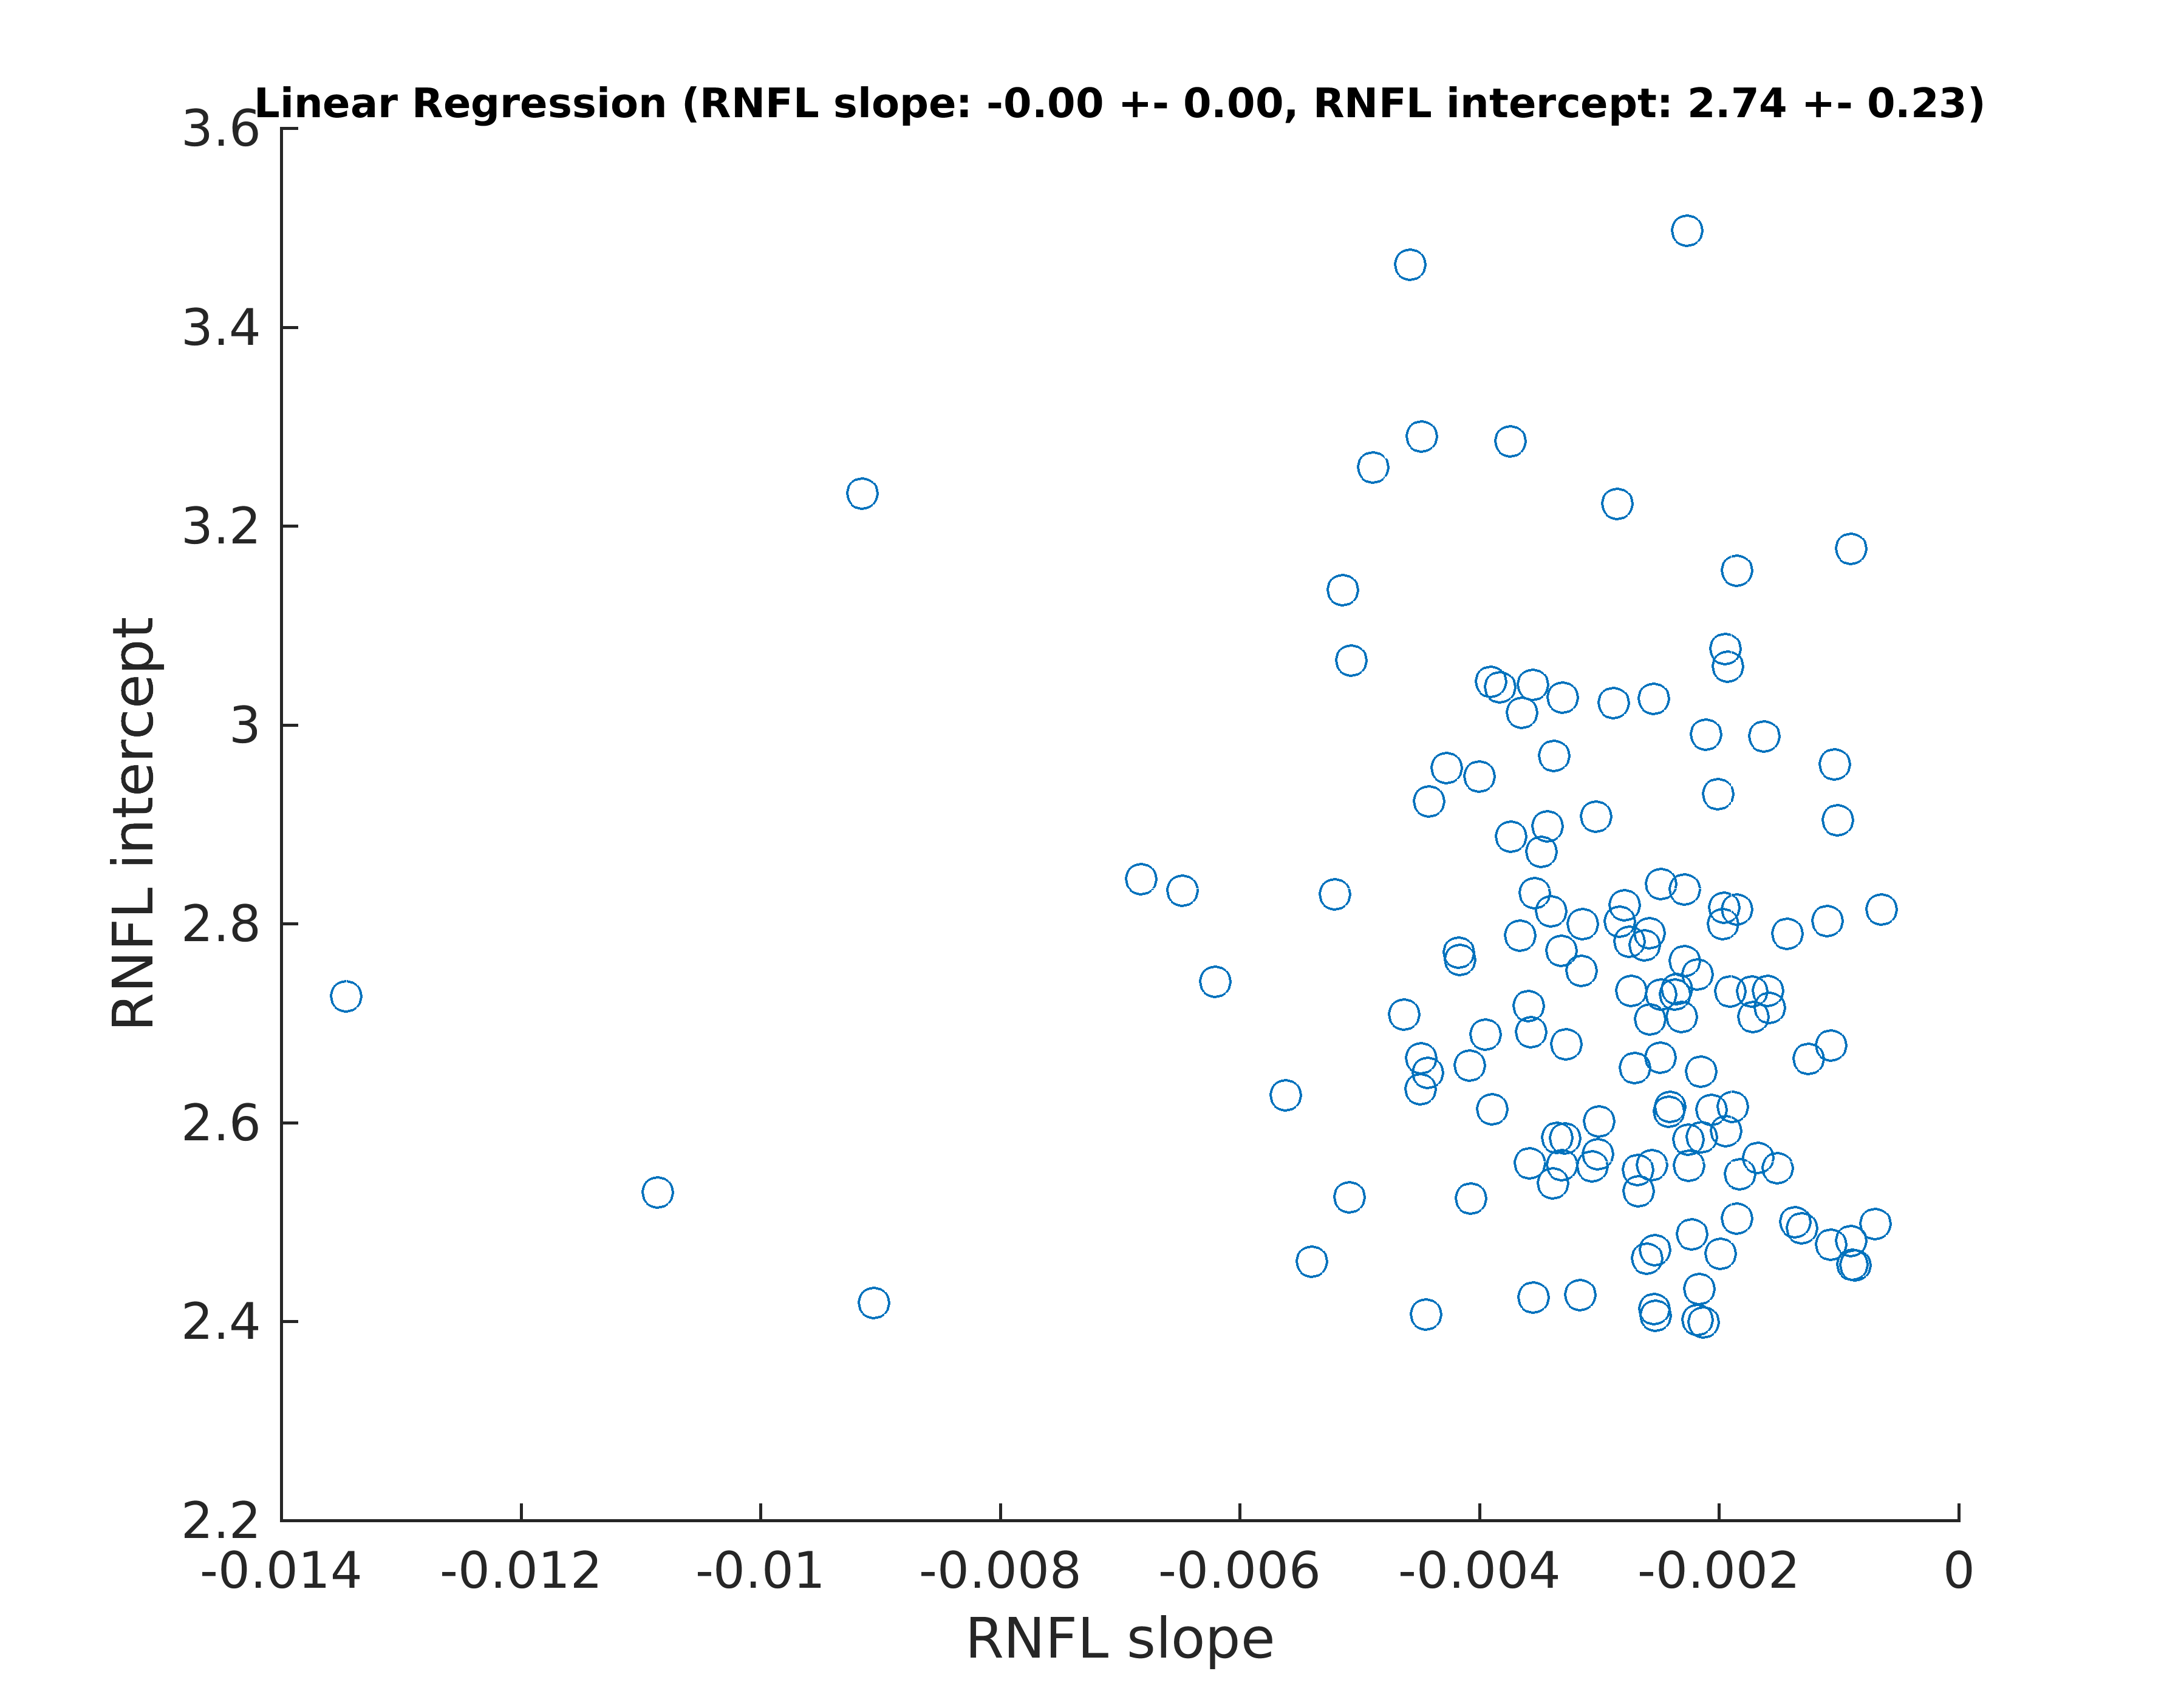 Linear Regression (RNFL slope: -0.00 +- 0.00, RNFL intercept: 2.74 +- 0.23)
3.6
3.4
3.2
3
2.8
2.6
2.4
2.2
RNFL intercept
-0.014 -0.012 -0.01 -0.008 -0.006 -0.004 -0.002 0
RNFL slope